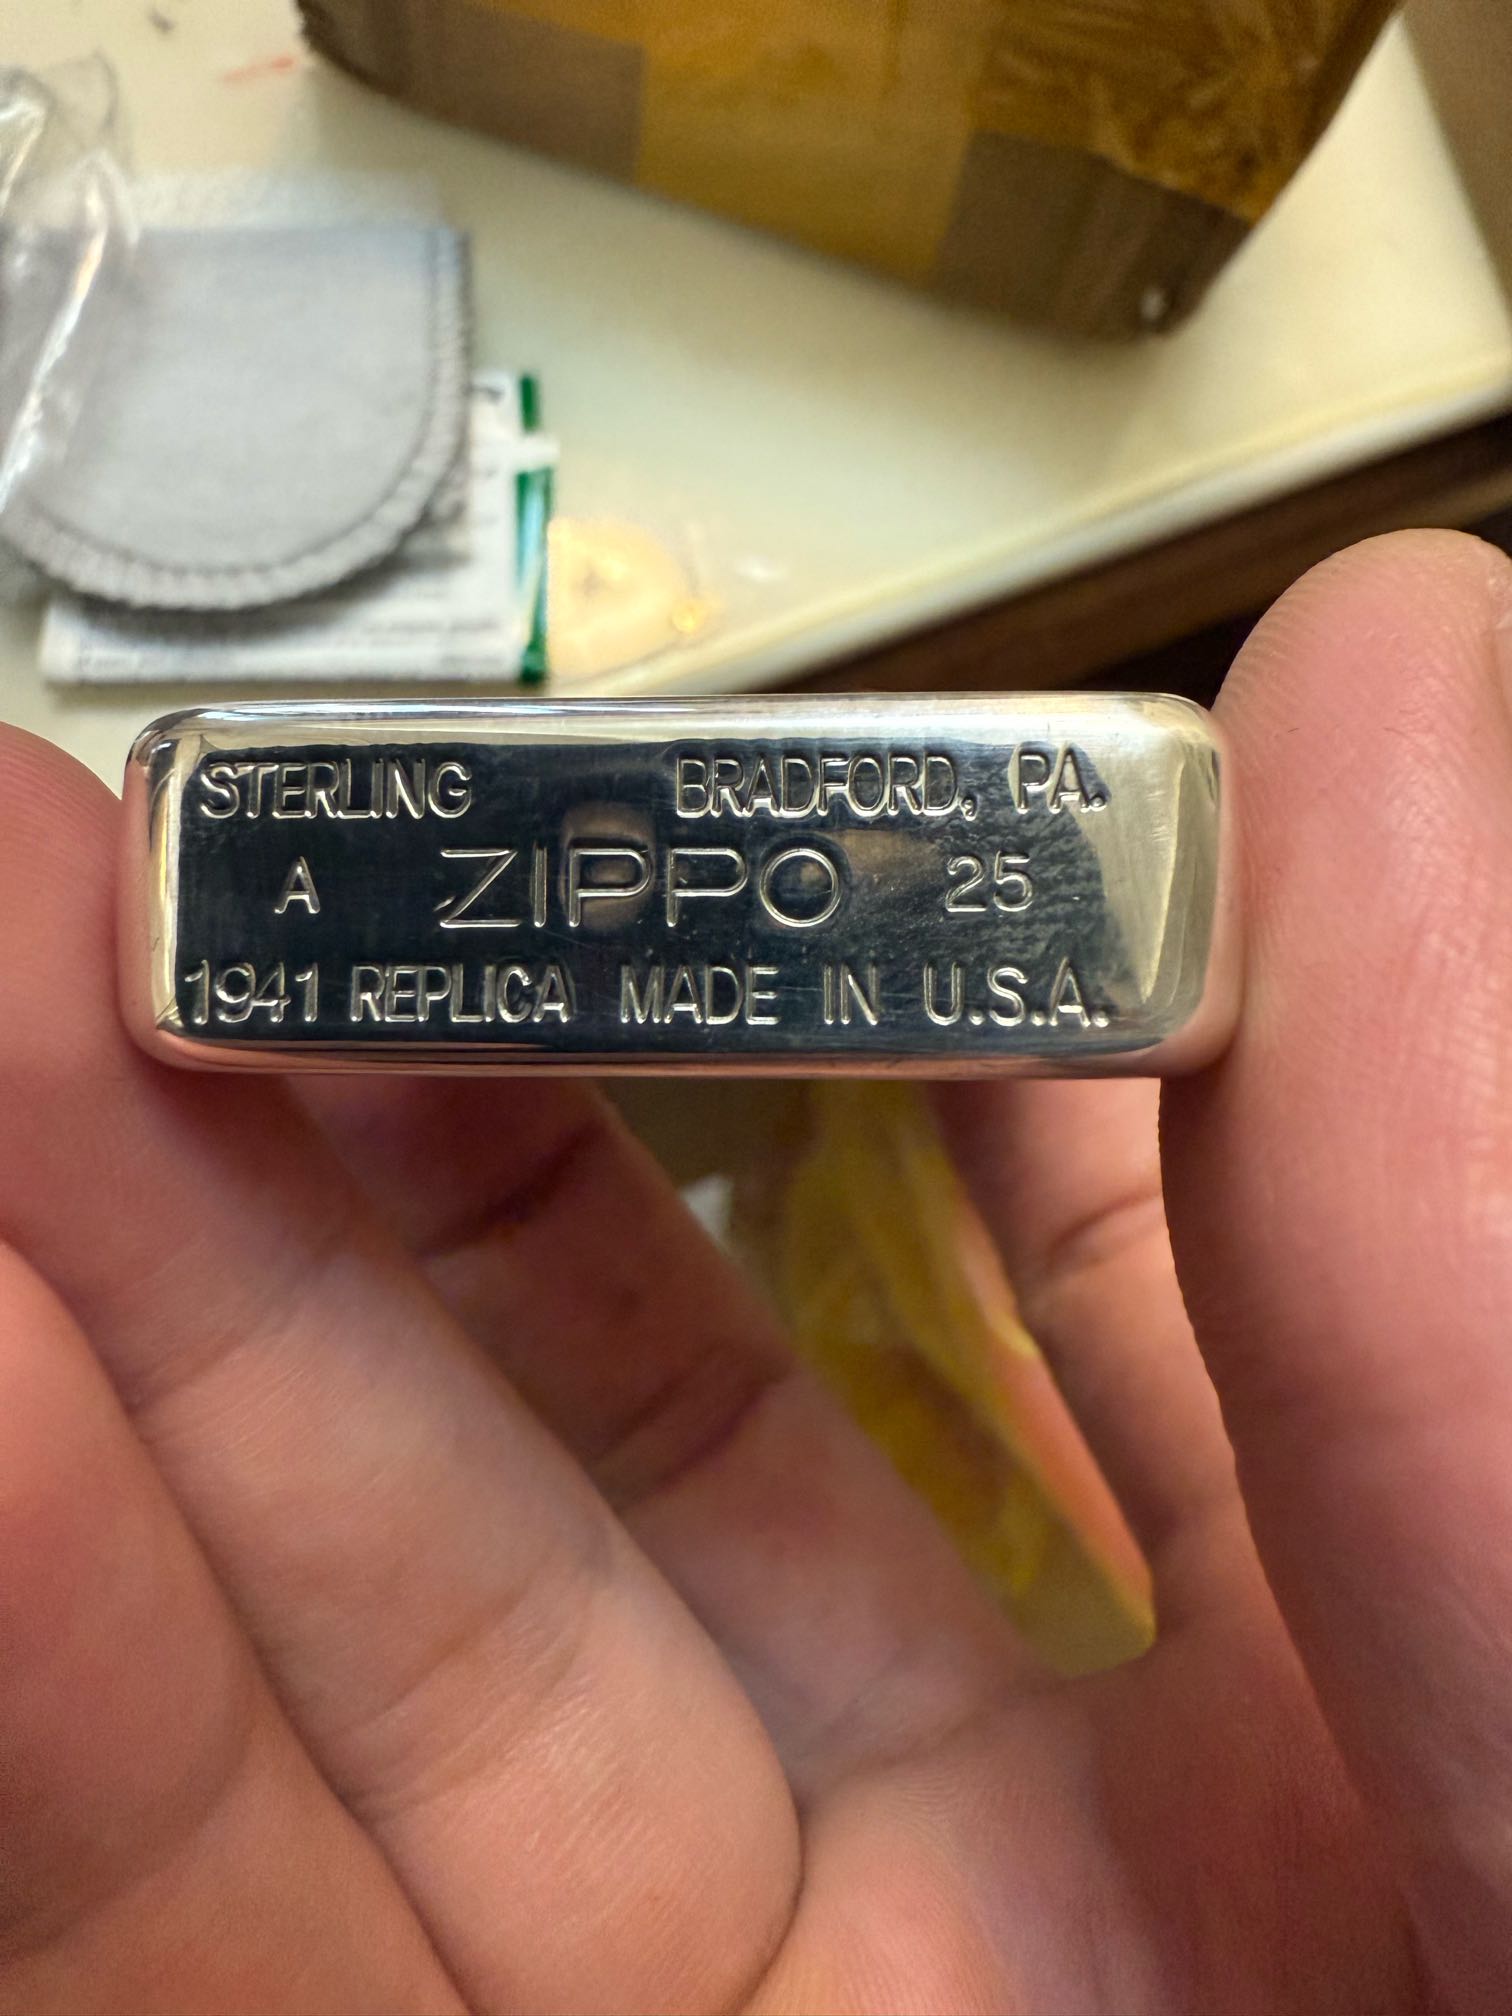 STERLING BRADFORD, PA.
A ZIPPO 25
1941 REPLICA MADE IN U.S.A.